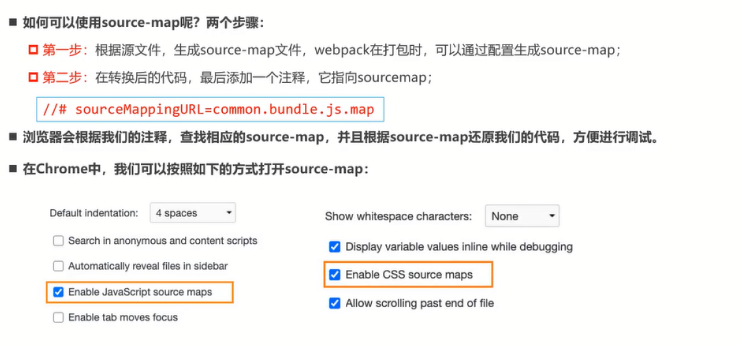 如何可以使用source-map呢？两个步骤：
第一步：根据源文件，生成source-map文件，webpack在打包时，可以通过配置生成source-map；
第二步：在转换后的代码，最后添加一个注释，它指向sourcemap；
//# sourceMappingURL=common.bundle.js.map
浏览器会根据我们的注释，查找相应的source-map，并且根据source-map还原我们的代码，方便进行调试。
在Chrome中，我们可以按照如下的方式打开source-map：
Default indentation: 4 spaces
Search in anonymous and content scripts
Automatically reveal files in sidebar
Enable JavaScript source maps
Enable tab moves focus
Show whitespace characters: None
Display variable values inline while debugging
Enable CSS source maps
Allow scrolling past end of file